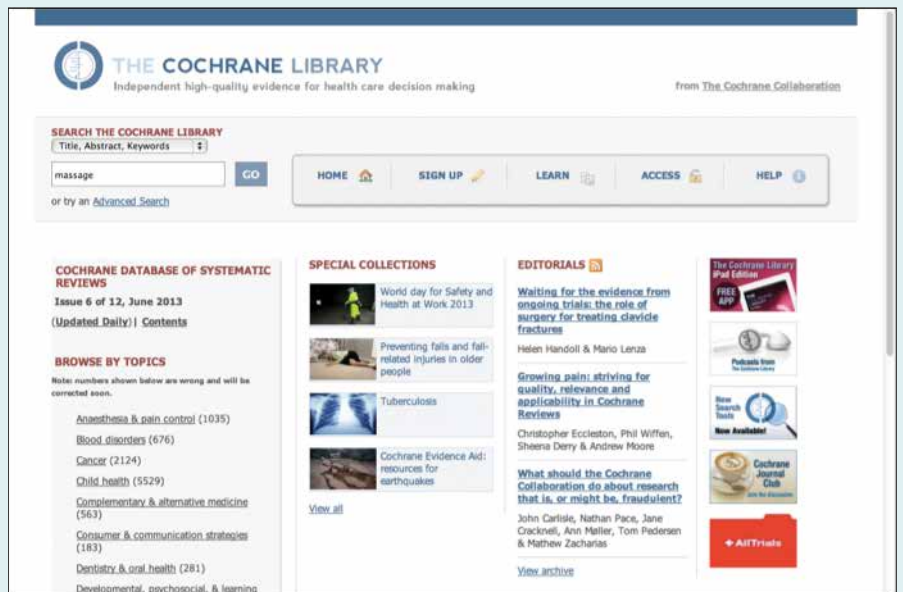 THE COCHRANE LIBRARY
Independent high-quality evidence for health care decision making
from The Cochrane Collaboration
SEARCH THE COCHRANE LIBRARY
Title, Abstract, Keywords
massage
GO
or try an Advanced Search
HOME
SIGN UP
LEARN
ACCESS
HELP
COCHRANE DATABASE OF SYSTEMATIC
REVIEWS
Issue 6 of 12, June 2013
(Updated Daily) | Contents
BROWSE BY TOPICS
Note: numbers shown below are wrong and will be
corrected soon.
Anaesthesia & pain control (1035)
Blood disorders (676)
Cancer (2124)
Child health (5529)
Complementary & alternative medicine
(563)
Consumer & communication strategies
(183)
Dentistry & oral health (281)
Developmental, psychosocial, & learning
SPECIAL COLLECTIONS
World day for Safety and
Health at Work 2013
Preventing falls and fall-
related injuries in older
people
Tuberculosis
Cochrane Evidence Aid:
resources for
earthquakes
View all
EDITORIALS
Waiting for the evidence from
ongoing trials: the role of
surgery for treating clavicle
fractures
Helen Handoll & Mario Lenza
Growing pain: striving for
quality, relevance and
applicability in Cochrane
Reviews
Christopher Eccleston, Phil Wiffen,
Sheena Derry & Andrew Moore
What should the Cochrane
Collaboration do about research
that is, or might be, fraudulent?
John Carlisle, Nathan Pace, Jane
Cracknell, Ann Møller, Tom Pedersen
& Mathew Zacharias
View archive
The Cochrane Library
iPad Edition
FREE
APP
Podcasts from
The Cochrane Library
New
Search
Tools
Now Available!
Cochrane
Journal
Club
Join the discussion
+ AllTrials